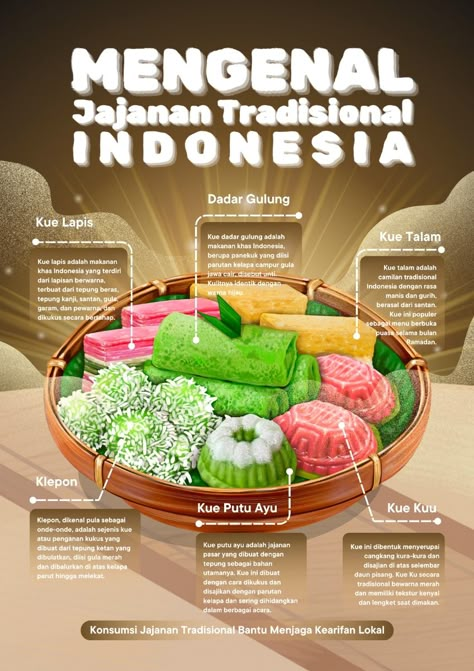 MENGENAL
Jajanan Tradisional
INDONESIA
Dadar Gulung
Kue dadar gulung adalah
makanan khas Indonesia,
berupa panekuk yang diisi
parutan kelapa campur gula
jawa cair, disebut unti.
Kulitnya identik dengan
warna hijau.
Kue Lapis
Kue lapis adalah makanan
khas Indonesia yang terdiri
dari lapisan berwarna,
terbuat dari tepung beras,
tepung kanji, santan, gula,
garam, dan pewarna, dan
dikukus secara bertahap.
Kue Talam
Kue talam adalah
camilan tradisional
Indonesia dengan rasa
manis dan gurih,
berasal dari santan.
Kue ini populer
sebagai menu berbuka
puasa selama bulan
Ramadan.
Klepon
Klepon, dikenal pula sebagai
onde-onde, adalah sejenis kue
atau penganan kukus yang
dibuat dari tepung ketan yang
dibulatkan, diisi gula merah
dan dibalurkan di atas kelapa
parut hingga melekat.
Kue Putu Ayu
Kue putu ayu adalah jajanan
pasar yang dibuat dengan
tepung sebagai bahan
utamanya. Kue ini dibuat
dengan cara dikukus dan
disajikan dengan parutan
kelapa dan sering dihidangkan
dalam berbagai acara.
Kue Kuu
Kue ini dibentuk menyerupai
cangkang kura-kura dan
disajian di atas selembar
daun pisang. Kue Ku secara
tradisional bewarna merah
dan memiliki tekstur kenyal
dan lengket saat dimakan.
Konsumsi Jajanan Tradisional Bantu Menjaga Kearifan Lokal